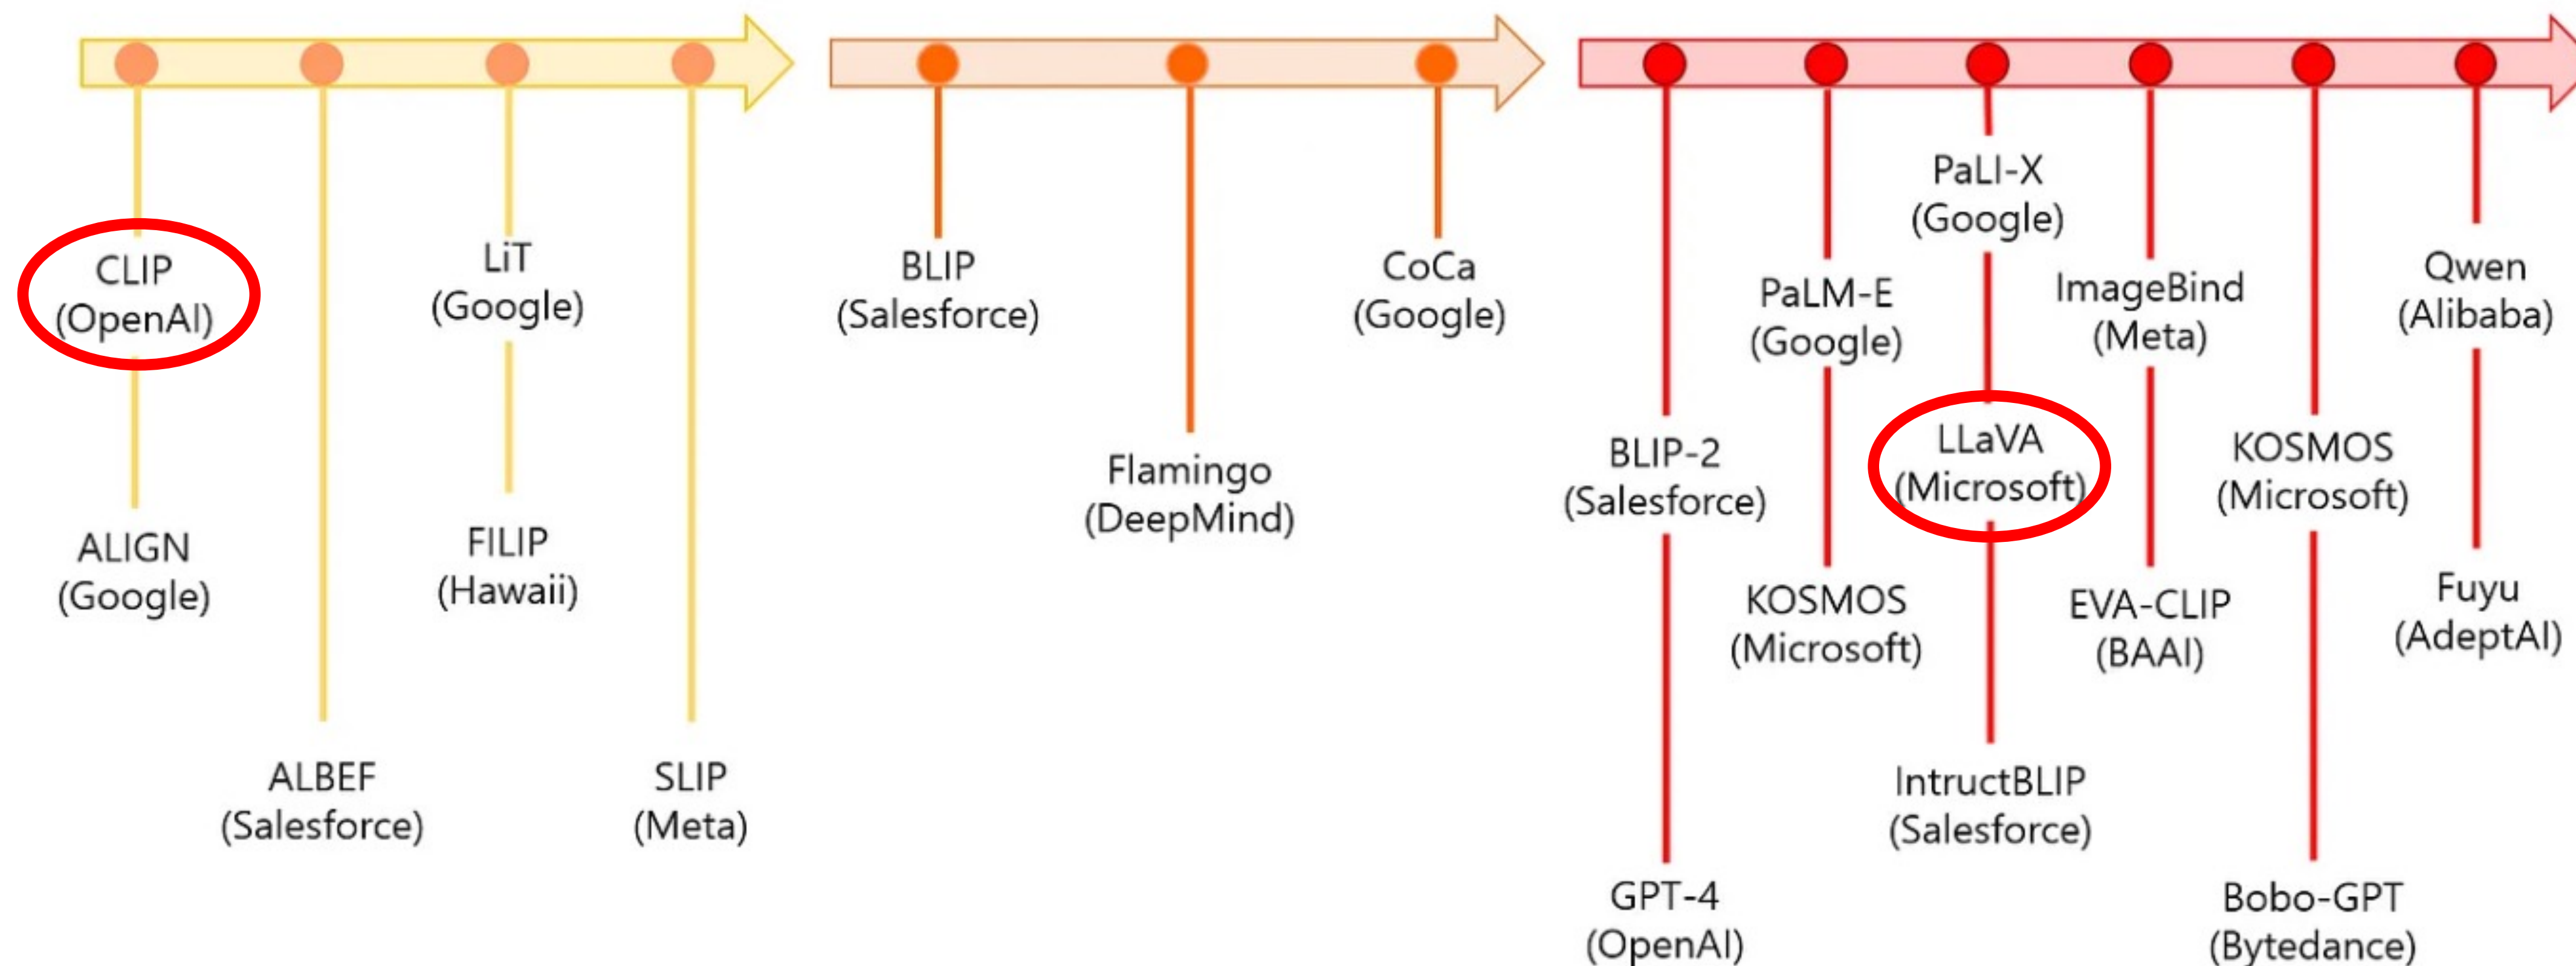 CLIP
(OpenAI)
ALIGN
(Google)
ALBEF
(Salesforce)
LiT
(Google)
FILIP
(Hawaii)
SLIP
(Meta)
BLIP
(Salesforce)
Flamingo
(DeepMind)
CoCa
(Google)
BLIP-2
(Salesforce)
GPT-4
(OpenAI)
PaLM-E
(Google)
KOSMOS
(Microsoft)
PaLI-X
(Google)
LLaVA
(Microsoft)
IntructBLIP
(Salesforce)
ImageBind
(Meta)
EVA-CLIP
(BAAI)
KOSMOS
(Microsoft)
Bobo-GPT
(Bytedance)
Qwen
(Alibaba)
Fuyu
(AdeptAI)